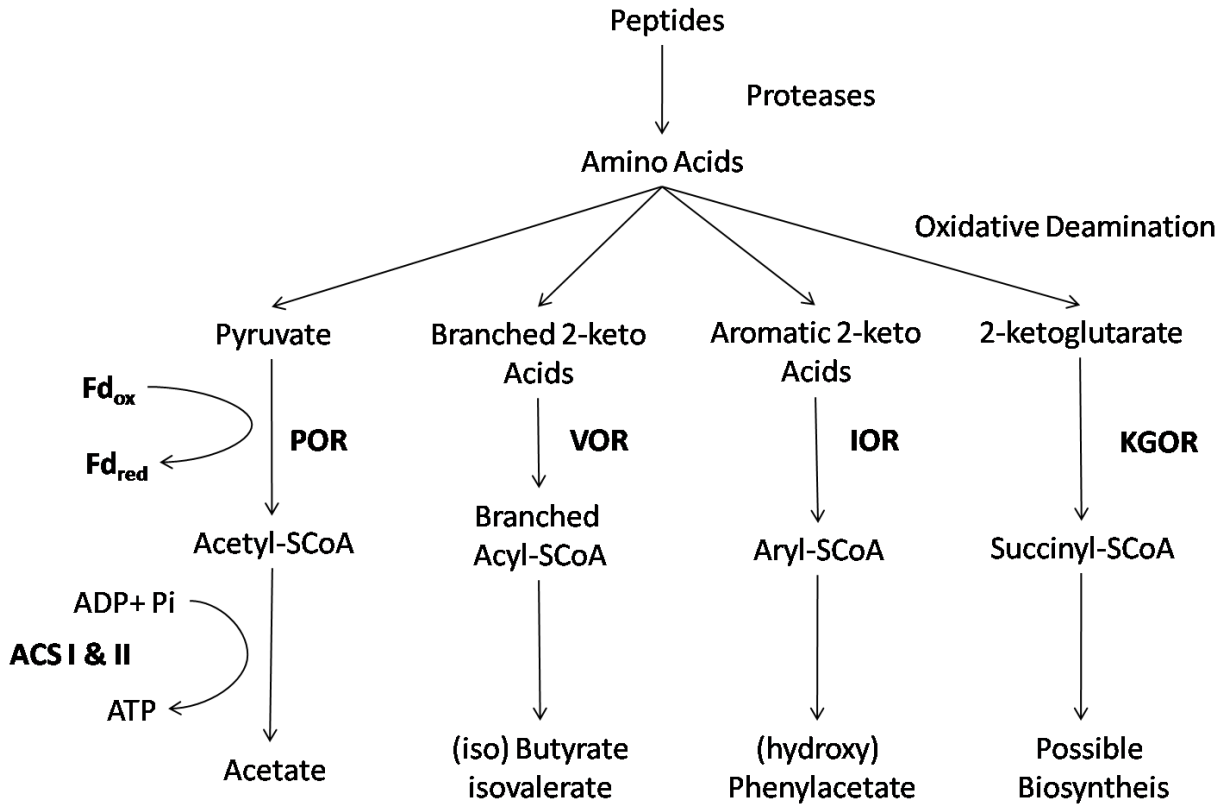 Peptides
Proteases
Amino Acids
Oxidative Deamination
Pyruvate
Branched 2-keto
Acids
Aromatic 2-keto
Acids
2-ketoglutarate
Fdox
Fdred
POR
VOR
IOR
KGOR
Acetyl-SCoA
Branched
Acyl-SCoA
Aryl-SCoA
Succinyl-SCoA
ADP+ Pi
ACS I & II
ATP
Acetate
(iso) Butyrate
isovalerate
(hydroxy)
Phenylacetate
Possible
Biosyntheis